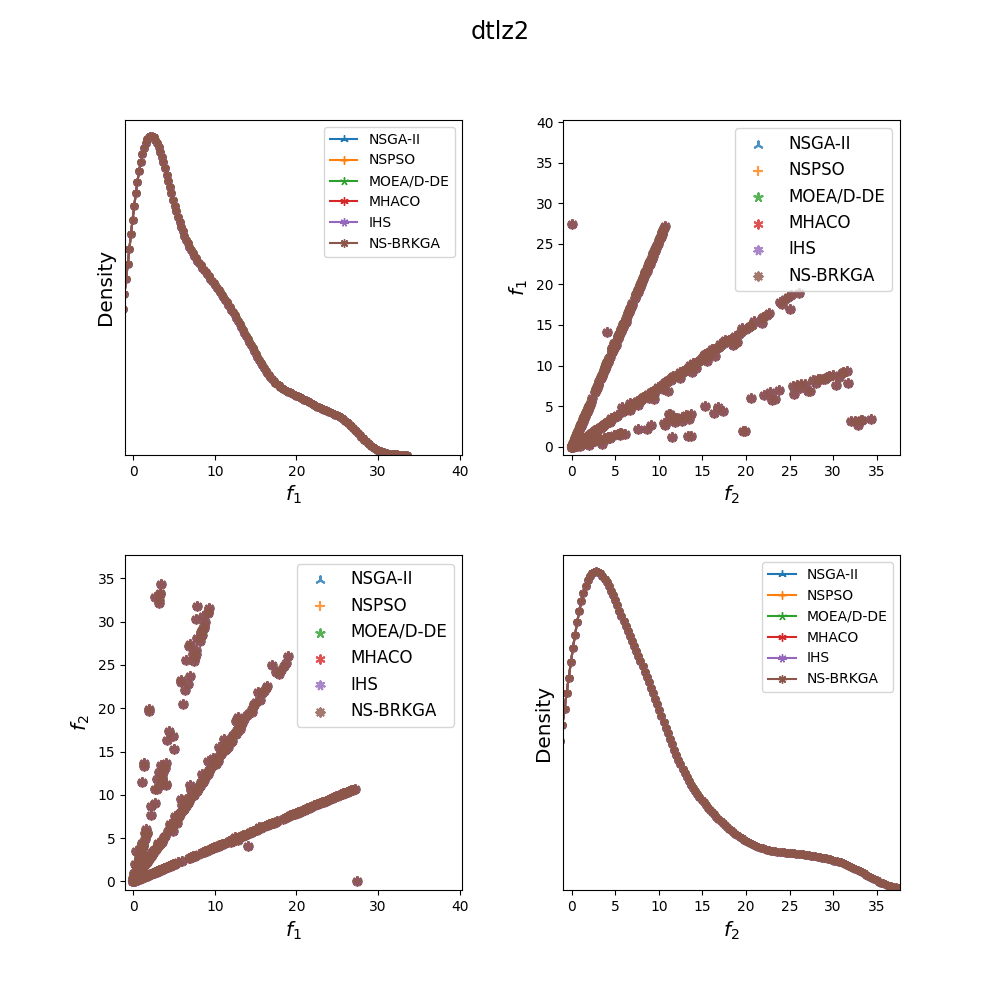 dtlz2
Density
NSGA-II
NSPSO
MOEA/D-DE
MHACO
IHS
NS-BRKGA
0 10 20 30 40
f1
f1
40
35
30
25
20
15
10
5
0
NSGA-II
NSPSO
MOEA/D-DE
MHACO
IHS
NS-BRKGA
0 5 10 15 20 25 30 35
f2
f2
35
30
25
20
15
10
5
0
NSGA-II
NSPSO
MOEA/D-DE
MHACO
IHS
NS-BRKGA
0 10 20 30 40
f1
Density
NSGA-II
NSPSO
MOEA/D-DE
MHACO
IHS
NS-BRKGA
0 5 10 15 20 25 30 35
f2